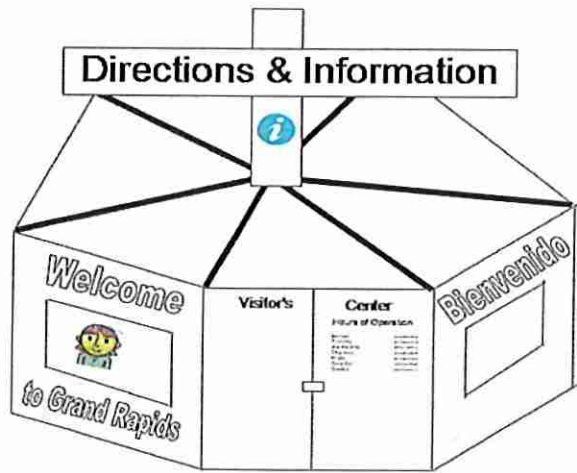 Directions & Information
i
Welcome
to Grand Rapids
Visitor's Center
Hours of Operation
Bienvenido